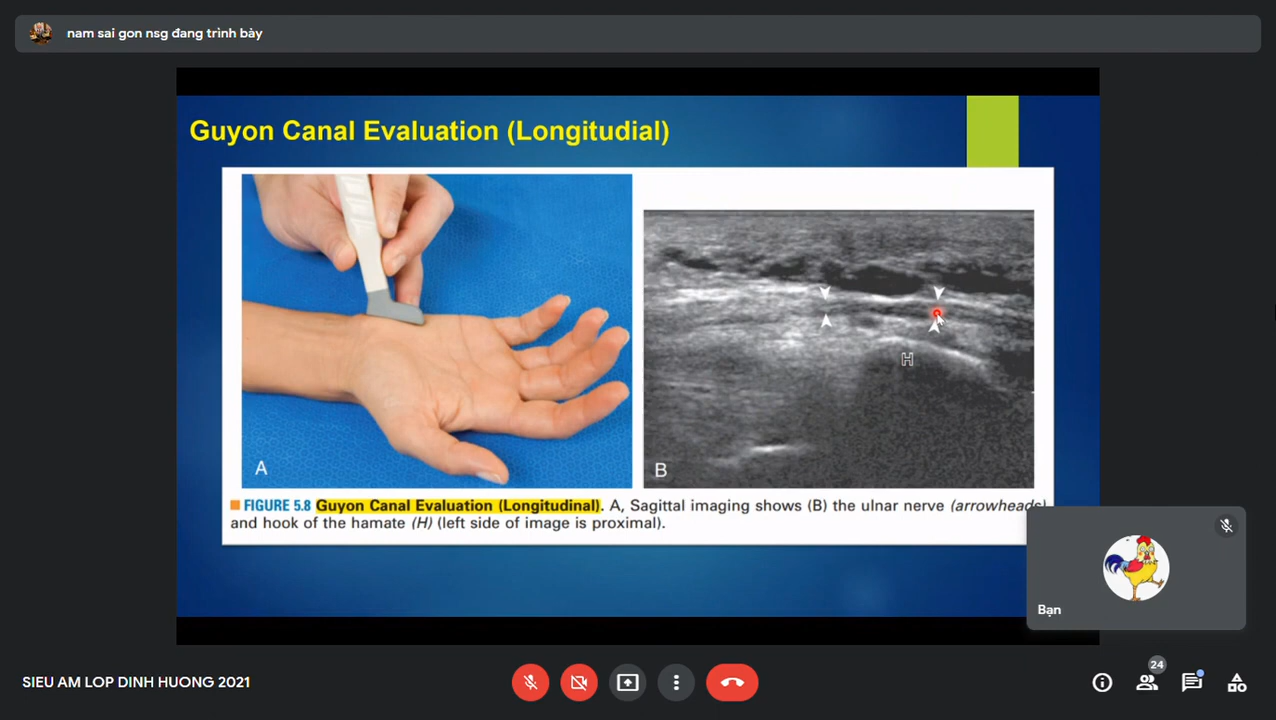 nam sai gon nsg đang trình bày
Guyon Canal Evaluation (Longitudial)
A
H
B
FIGURE 5.8 Guyon Canal Evaluation (Longitudinal). A, Sagittal imaging shows (B) the ulnar nerve (arrowheads)
and hook of the hamate (H) (left side of image is proximal).
Bạn
SIEU AM LOP DINH HUONG 2021
24